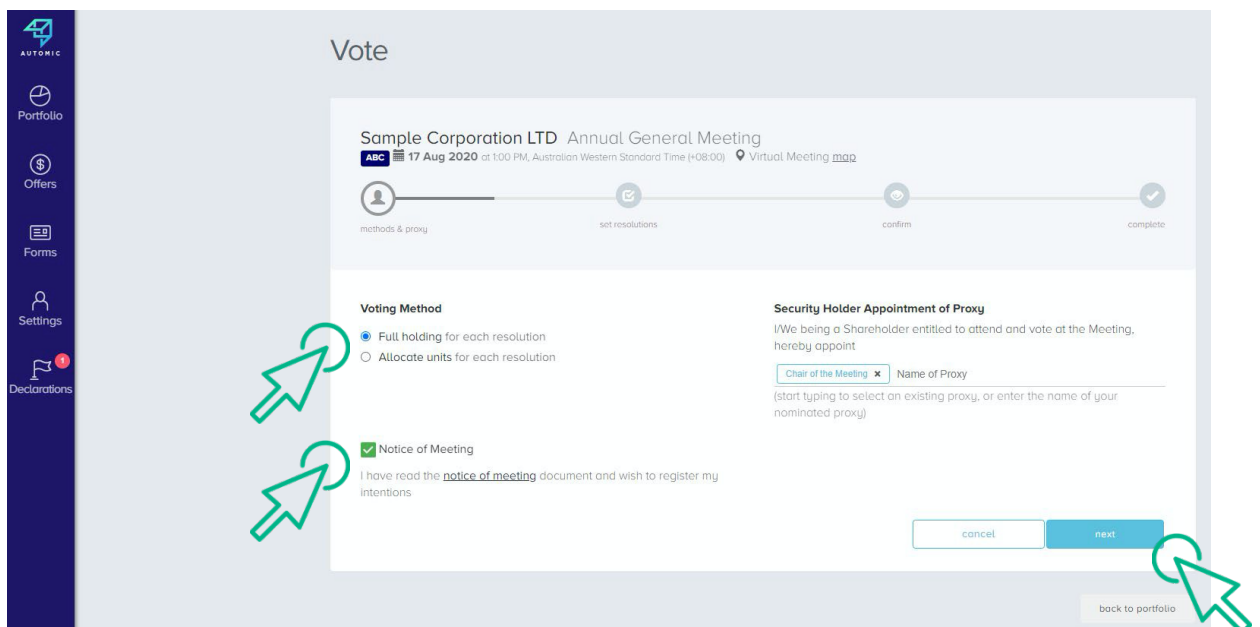 AUTOMIC
Portfolio
Offers
Forms
Settings
1
Declarations
Vote
Sample Corporation LTD Annual General Meeting
ABC 17 Aug 2020 at 1:00 PM, Australian Western Standard Time (+08:00) Virtual Meeting map
methods & proxy set resolutions confirm complete
Voting Method
Full holding for each resolution
Allocate units for each resolution
Security Holder Appointment of Proxy
I/We being a Shareholder entitled to attend and vote at the Meeting,
hereby appoint
Chair of the Meeting × Name of Proxy
(start typing to select an existing proxy, or enter the name of your
nominated proxy)
Notice of Meeting
I have read the notice of meeting document and wish to register my
intentions
cancel next
back to portfolio